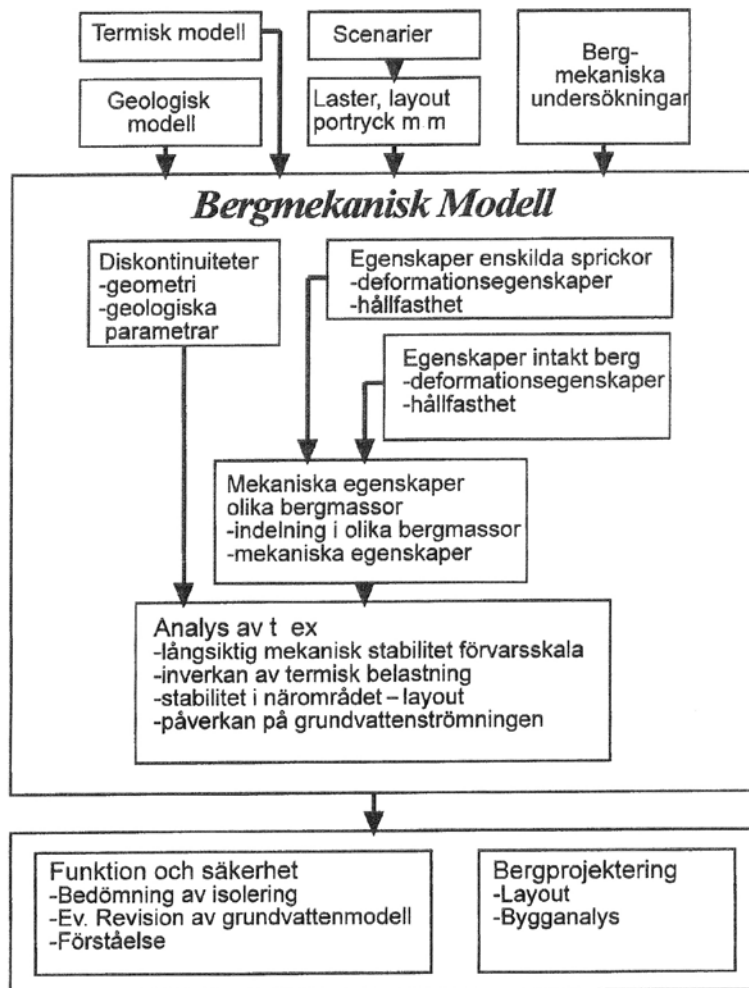 Termisk modell
Scenarier
Berg-
mekaniska
undersökningar
Geologisk
modell
Laster, layout
portryck m m
Bergmekanisk Modell
Diskontinuiteter
-geometri
-geologiska
parametrar
Egenskaper enskilda sprickor
-deformationsegenskaper
-hållfasthet
Egenskaper intakt berg
-deformationsegenskaper
-hållfasthet
Mekaniska egenskaper
olika bergmassor
-indelning i olika bergmassor
-mekaniska egenskaper
Analys av t ex
-långsiktig mekanisk stabilitet förvarsskala
-inverkan av termisk belastning
-stabilitet i närområdet – layout
-påverkan på grundvattenströmningen
Funktion och säkerhet
-Bedömning av isolering
-Ev. Revision av grundvattenmodell
-Förståelse
Bergprojektering
-Layout
-Bygganalys